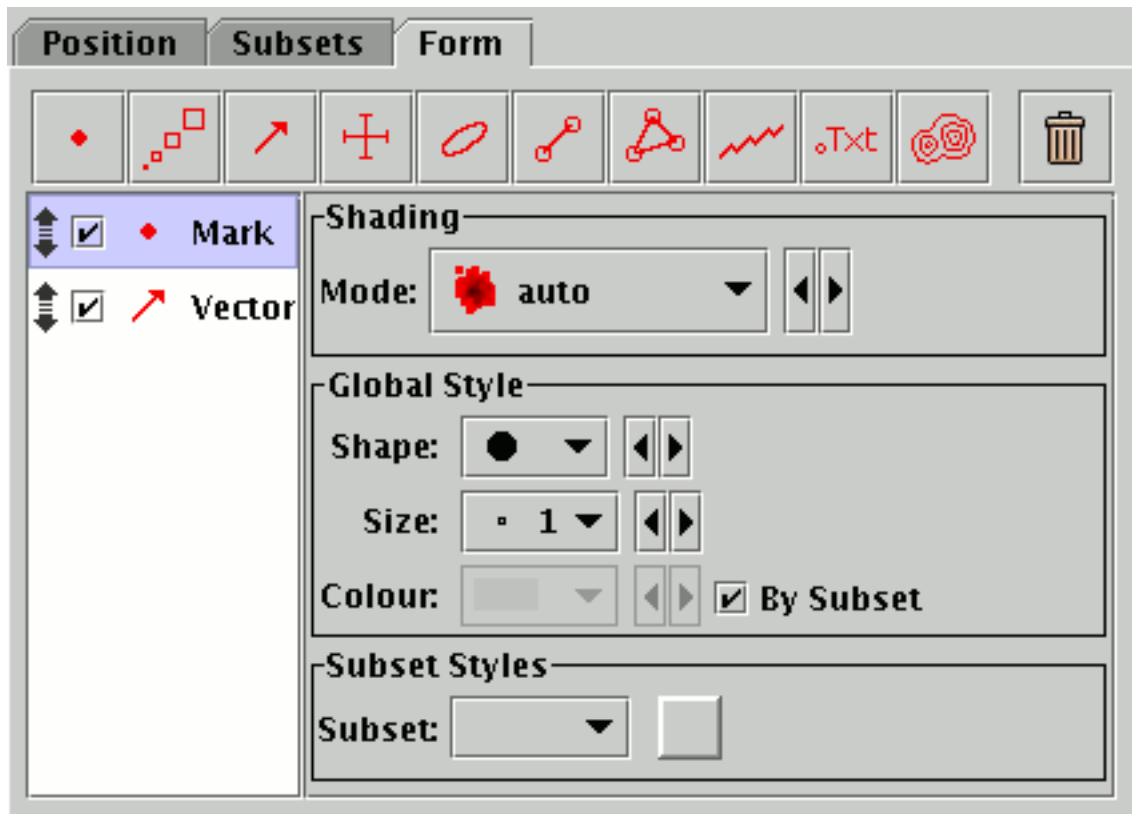 Position Subsets Form
Txt
Mark
Vector
Shading
Mode: auto
Global Style
Shape:
Size: 1
Colour: By Subset
Subset Styles
Subset: